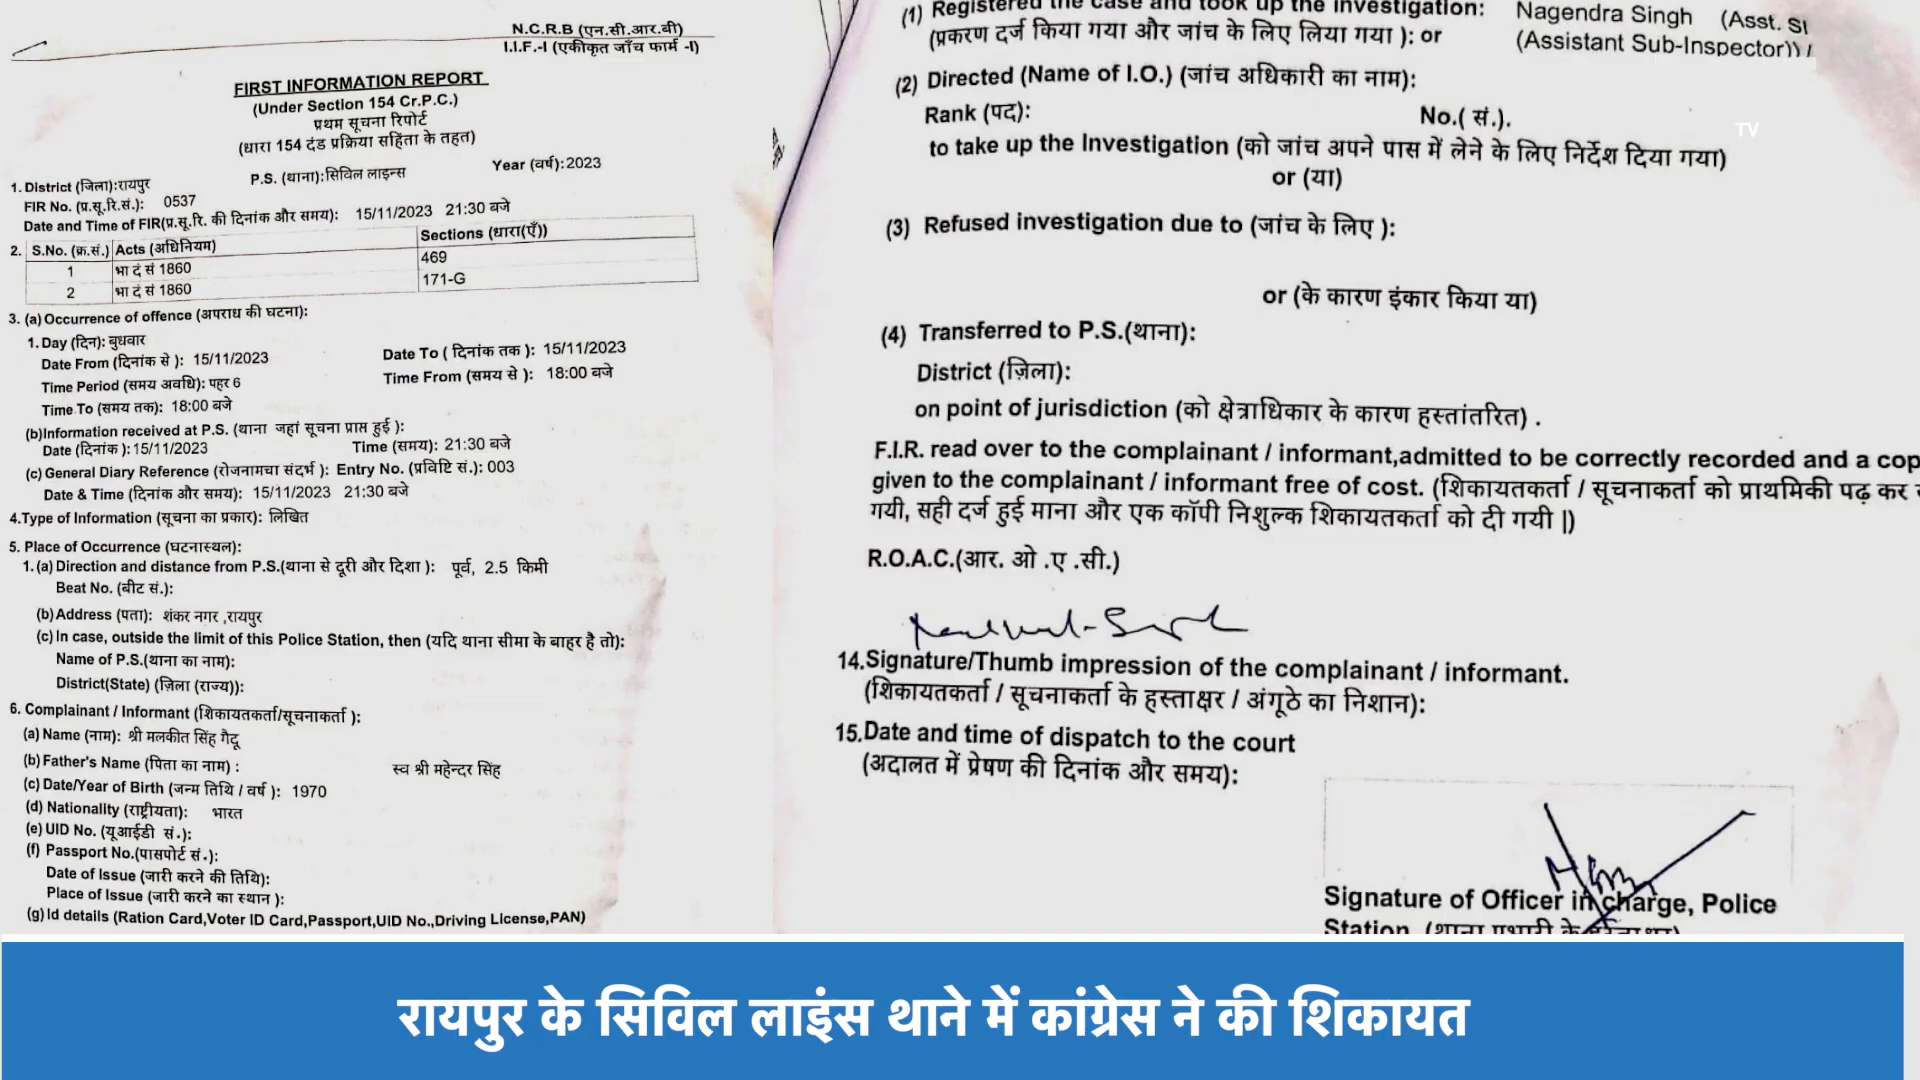 N.C.R.B (एन.सी.आर.बी)
I.I.F.-I (एकीकृत जाँच फार्म -I)
FIRST INFORMATION REPORT
(Under Section 154 Cr.P.C.)
प्रथम सूचना रिपोर्ट
(धारा 154 दंड प्रक्रिया संहिता के तहत)
1. District (जिला):रायपुर P.S. (थाना):सिविल लाइन्स Year (वर्ष):2023
FIR No. (प्र.सू.रि.सं.): 0537
Date and Time of FIR(प्र.सू.रि. की दिनांक और समय): 15/11/2023 21:30 बजे
2. S.No. (क्र.सं.) Acts (अधिनियम) Sections (धारा(एँ))
1 भा दं सं 1860 469
2 भा दं सं 1860 171-G
3. (a) Occurrence of offence (अपराध की घटना):
1. Day (दिन): बुधवार
Date From (दिनांक से ): 15/11/2023 Date To ( दिनांक तक ): 15/11/2023
Time Period (समय अवधि): पहर 6 Time From (समय से ): 18:00 बजे
Time To (समय तक): 18:00 बजे
(b)Information received at P.S. (थाना जहां सूचना प्राप्त हुई ):
Date (दिनांक ):15/11/2023 Time (समय): 21:30 बजे
(c) General Diary Reference (रोजनामचा संदर्भ ): Entry No. (प्रविष्टि सं.): 003
Date & Time (दिनांक और समय): 15/11/2023 21:30 बजे
4.Type of Information (सूचना का प्रकार): लिखित
5. Place of Occurrence (घटनास्थल):
1. (a) Direction and distance from P.S.(थाना से दूरी और दिशा ): पूर्व, 2.5 किमी
Beat No. (बीट सं.):
(b) Address (पता): शंकर नगर ,रायपुर
(c) In case, outside the limit of this Police Station, then (यदि थाना सीमा के बाहर है तो):
Name of P.S.(थाना का नाम):
District(State) (ज़िला (राज्य)):
6. Complainant / Informant (शिकायतकर्ता/सूचनाकर्ता ):
(a) Name (नाम): श्री मलकीत सिंह गैदू
(b) Father's Name (पिता का नाम) : स्व श्री महेन्दर सिंह
(c) Date/Year of Birth (जन्म तिथि / वर्ष ): 1970
(d) Nationality (राष्ट्रीयता): भारत
(e) UID No. (यूआईडी सं.):
(f) Passport No.(पासपोर्ट सं.):
Date of Issue (जारी करने की तिथि):
Place of Issue (जारी करने का स्थान ):
(g) Id details (Ration Card,Voter ID Card,Passport,UID No.,Driving License,PAN)
(1) Registered the case and took up the investigation: Nagendra Singh (Asst. SI
(प्रकरण दर्ज किया गया और जांच के लिए लिया गया ): or (Assistant Sub-Inspector))
(2) Directed (Name of I.O.) (जांच अधिकारी का नाम):
Rank (पद): No.( सं.).
TV
to take up the Investigation (को जांच अपने पास में लेने के लिए निर्देश दिया गया)
or (या)
(3) Refused investigation due to (जांच के लिए ):
or (के कारण इंकार किया या)
(4) Transferred to P.S.(थाना):
District (ज़िला):
on point of jurisdiction (को क्षेत्राधिकार के कारण हस्तांतरित) .
F.I.R. read over to the complainant / informant,admitted to be correctly recorded and a cop
given to the complainant / informant free of cost. (शिकायतकर्ता / सूचनाकर्ता को प्राथमिकी पढ़ कर
गयी, सही दर्ज हुई माना और एक कॉपी निशुल्क शिकायतकर्ता को दी गयी |)
R.O.A.C.(आर. ओ .ए .सी.)
14.Signature/Thumb impression of the complainant / informant.
(शिकायतकर्ता / सूचनाकर्ता के हस्ताक्षर / अंगूठे का निशान):
15.Date and time of dispatch to the court
(अदालत में प्रेषण की दिनांक और समय):
Signature of Officer in charge, Police
Station (थाना प्रभारी के हस्ताक्षर)
रायपुर के सिविल लाइंस थाने में कांग्रेस ने की शिकायत